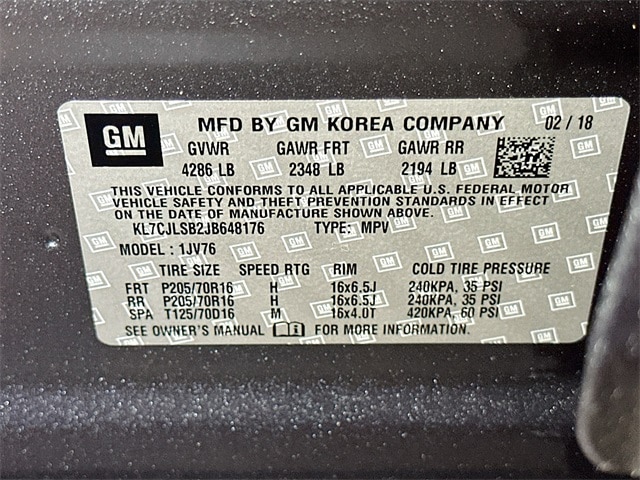 GM
MFD BY GM KOREA COMPANY 02 / 18
GVWR GAWR FRT GAWR RR
4286 LB 2348 LB 2194 LB
THIS VEHICLE CONFORMS TO ALL APPLICABLE U.S. FEDERAL MOTOR
VEHICLE SAFETY AND THEFT PREVENTION STANDARDS IN EFFECT
ON THE DATE OF MANUFACTURE SHOWN ABOVE.
KL7CJLSB2JB648176 TYPE: MPV
MODEL : 1JV76
TIRE SIZE SPEED RTG RIM COLD TIRE PRESSURE
FRT P205/70R16 H 16x6.5J 240KPA, 35 PSI
RR P205/70R16 H 16x6.5J 240KPA, 35 PSI
SPA T125/70D16 M 16x4.0T 420KPA, 60 PSI
SEE OWNER'S MANUAL FOR MORE INFORMATION.